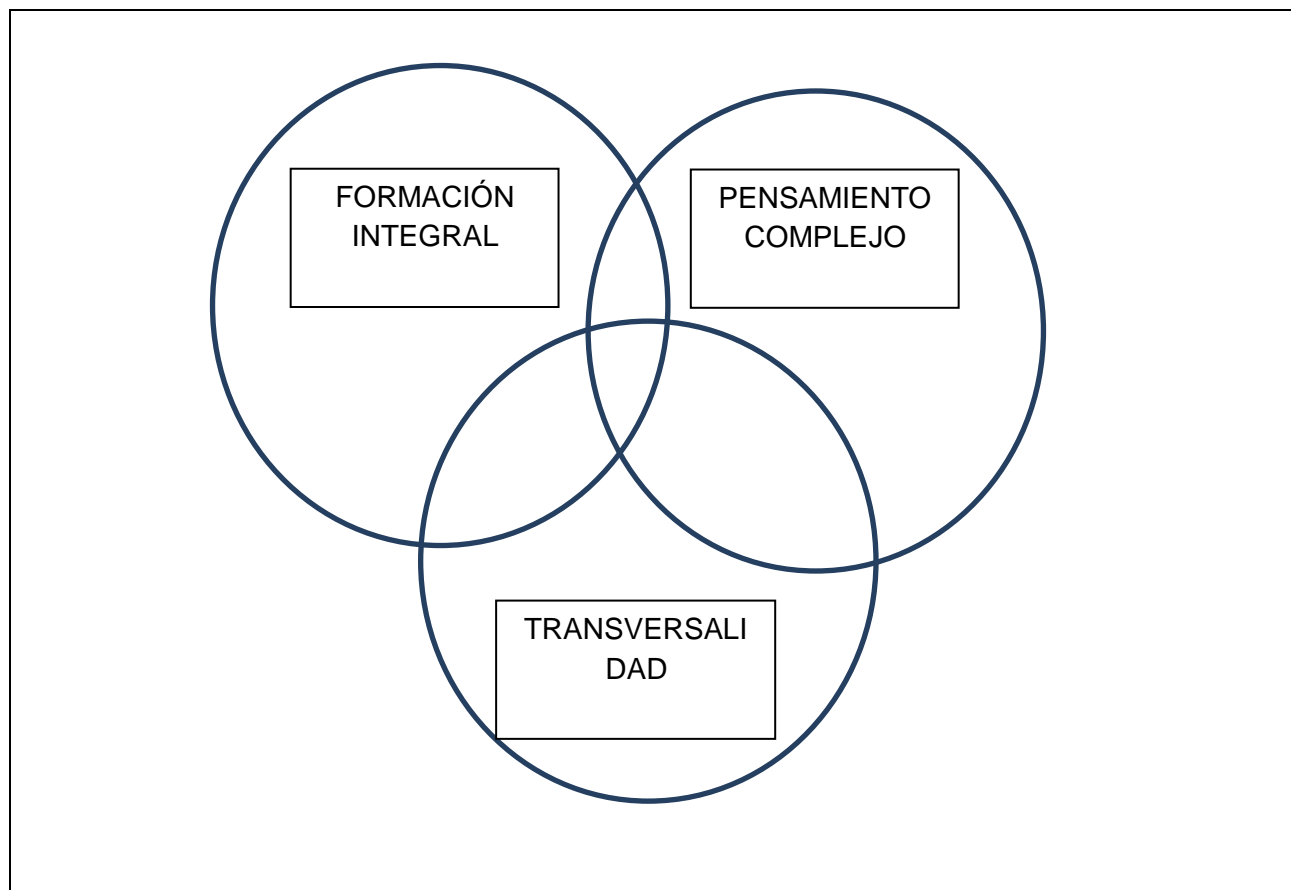 FORMACIÓN
INTEGRAL
PENSAMIENTO
COMPLEJO
TRANSVERSALI
DAD